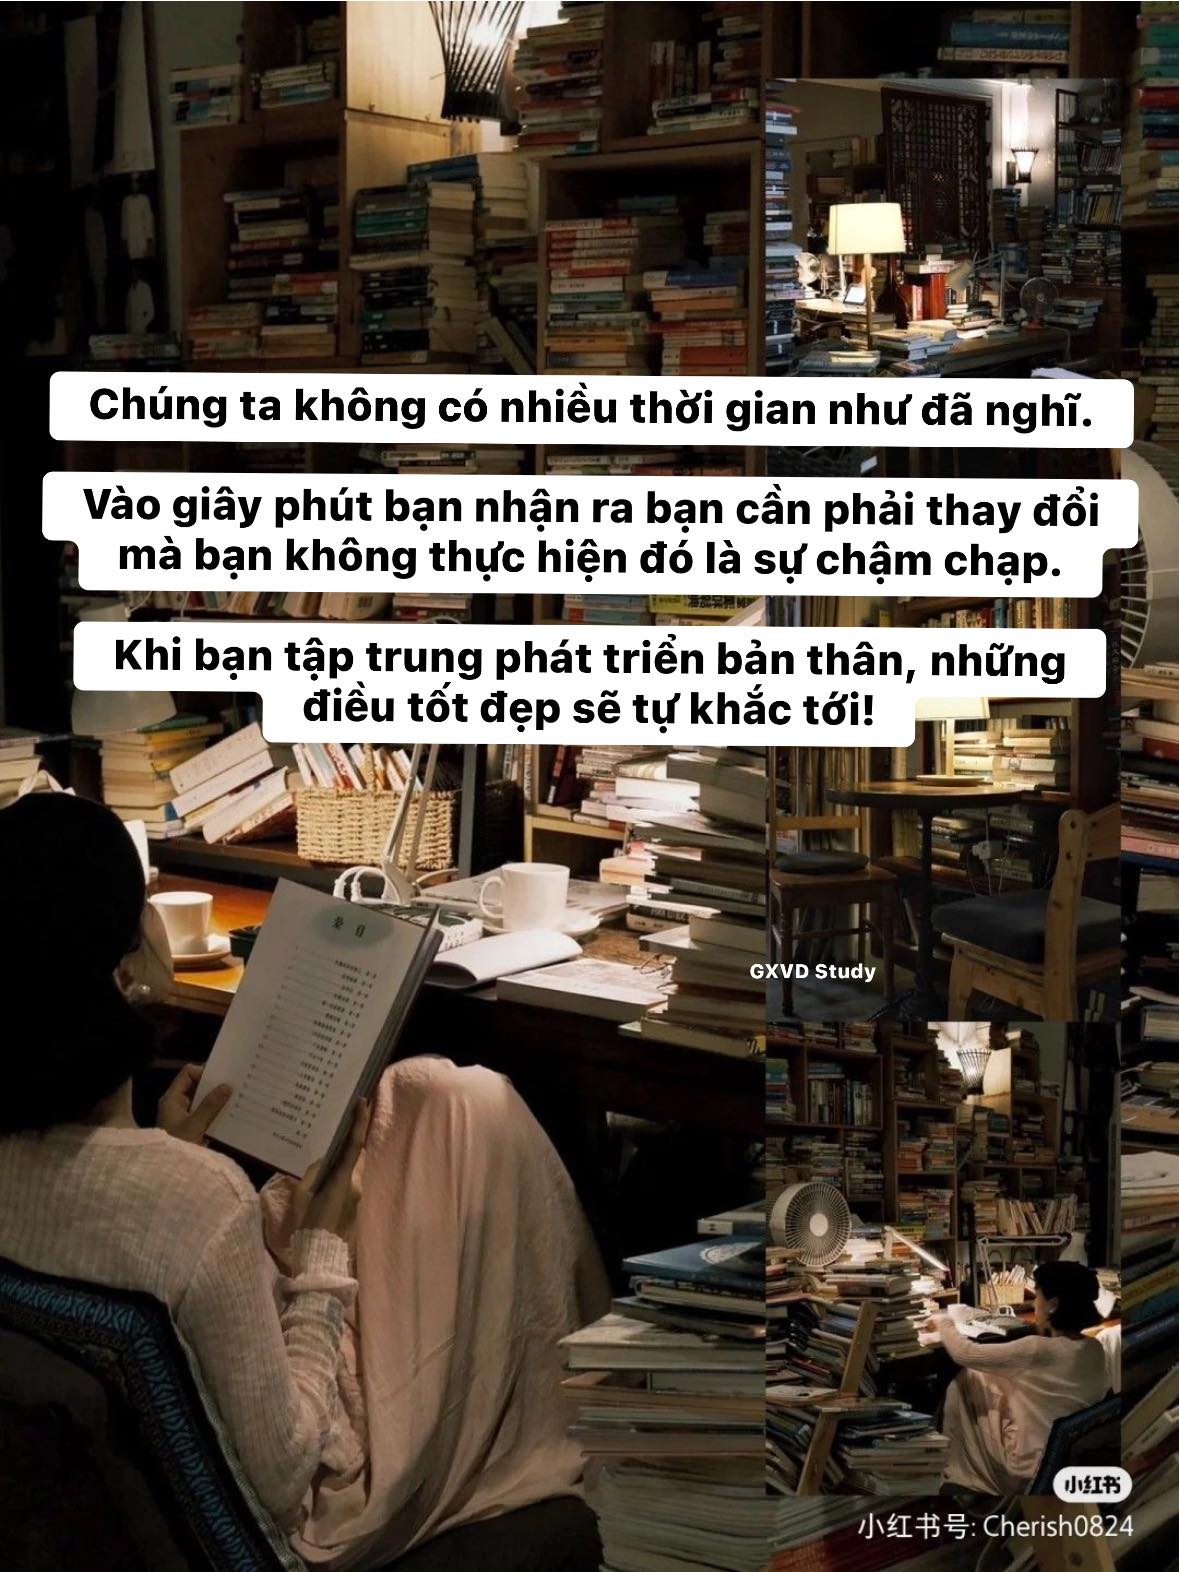 Chúng ta không có nhiều thời gian như đã nghĩ.
Vào giây phút bạn nhận ra bạn cần phải thay đổi
mà bạn không thực hiện đó là sự chậm chạp.
Khi bạn tập trung phát triển bản thân, những
điều tốt đẹp sẽ tự khắc tới!
GXVD Study
小红书
小红书号: Cherish0824